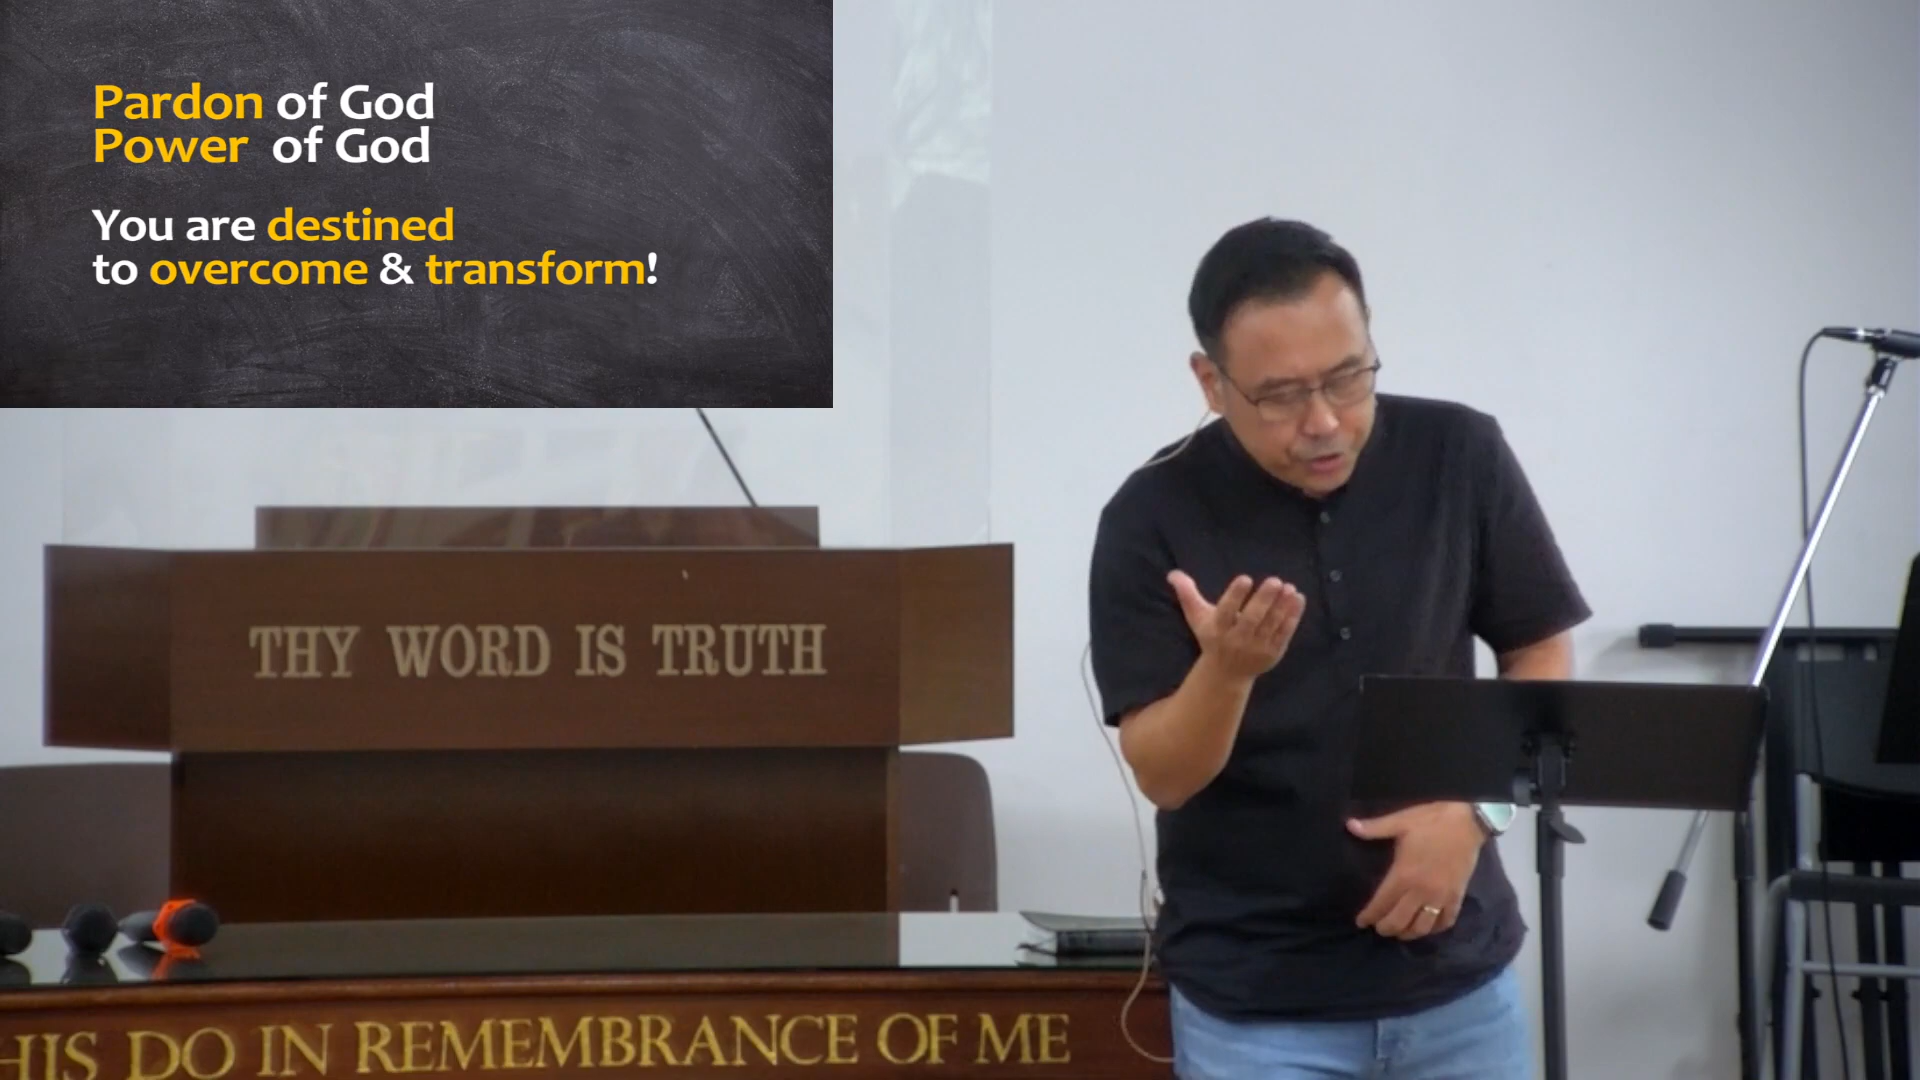 Pardon of God
Power of God
You are destined
to overcome & transform!
THY WORD IS TRUTH
HIS DO IN REMEMBRANCE OF ME